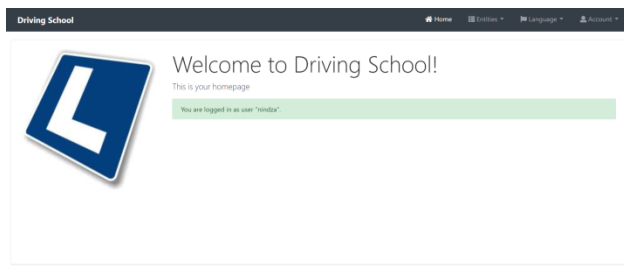 Driving School
Home Entities Language Account
L
Welcome to Driving School!
This is your homepage
You are logged in as user "nindza".